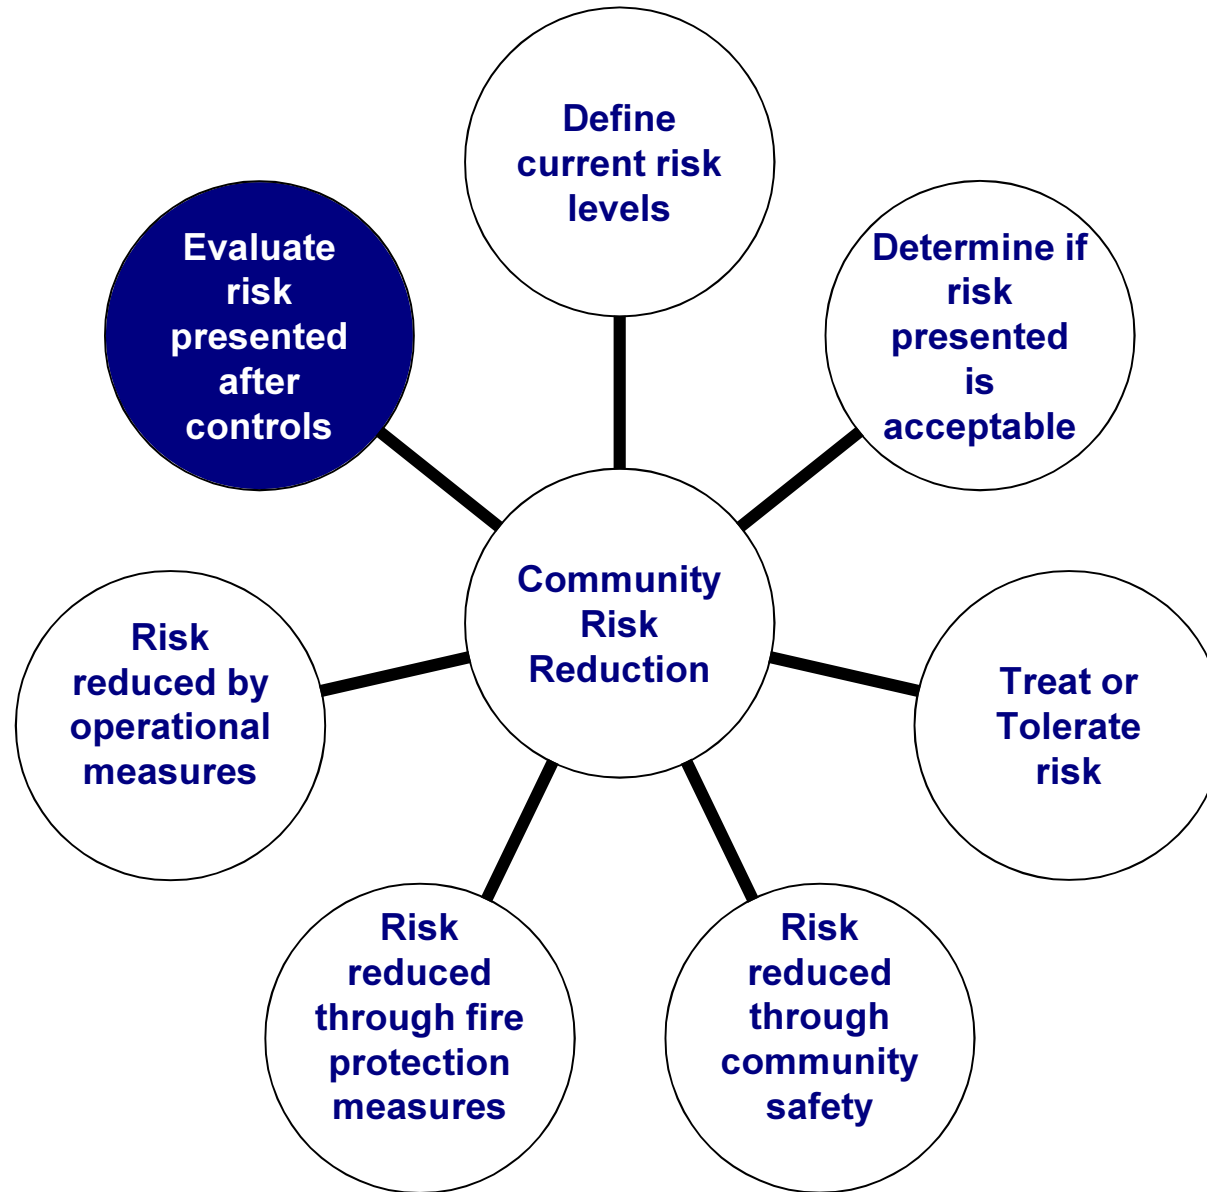 Define
current risk
levels
Determine if
risk
presented
is
acceptable
Treat or
Tolerate
risk
Risk
reduced
through
community
safety
Risk
reduced
through fire
protection
measures
Risk
reduced by
operational
measures
Evaluate
risk
presented
after
controls
Community
Risk
Reduction